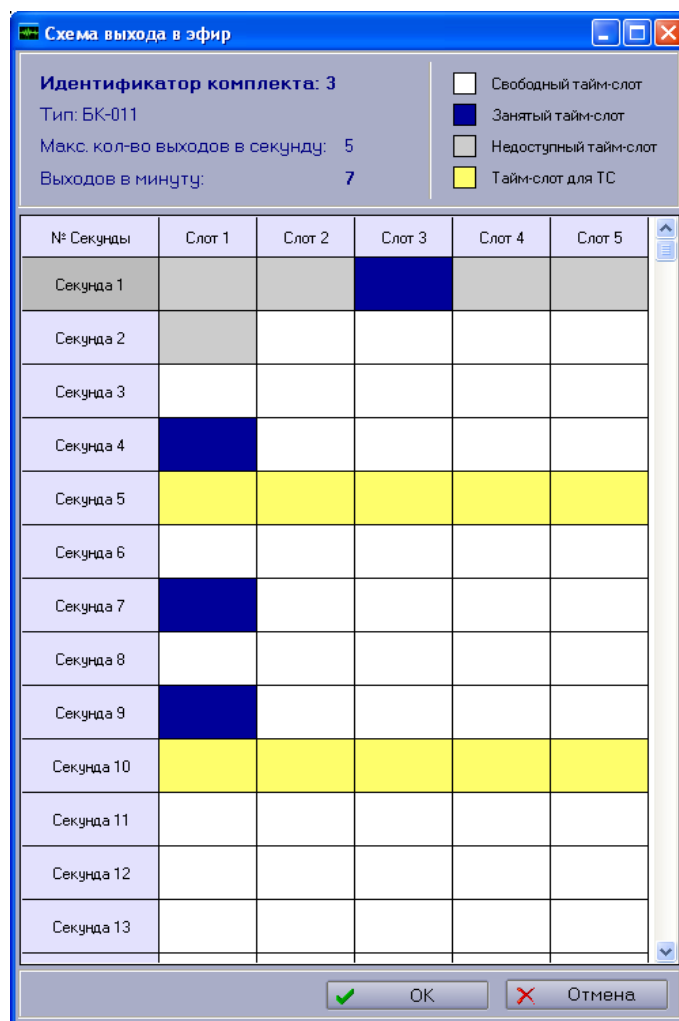 Схема выхода в эфир
Идентификатор комплекта: 3
Тип: БК-011
Макс. кол-во выходов в секунду: 5
Выходов в минуту: 7
Свободный тайм-слот
Занятый тайм-слот
Недоступный тайм-слот
Тайм-слот для ТС
№ Секунды Слот 1 Слот 2 Слот 3 Слот 4 Слот 5
Секунда 1
Секунда 2
Секунда 3
Секунда 4
Секунда 5
Секунда 6
Секунда 7
Секунда 8
Секунда 9
Секунда 10
Секунда 11
Секунда 12
Секунда 13
OK Отмена